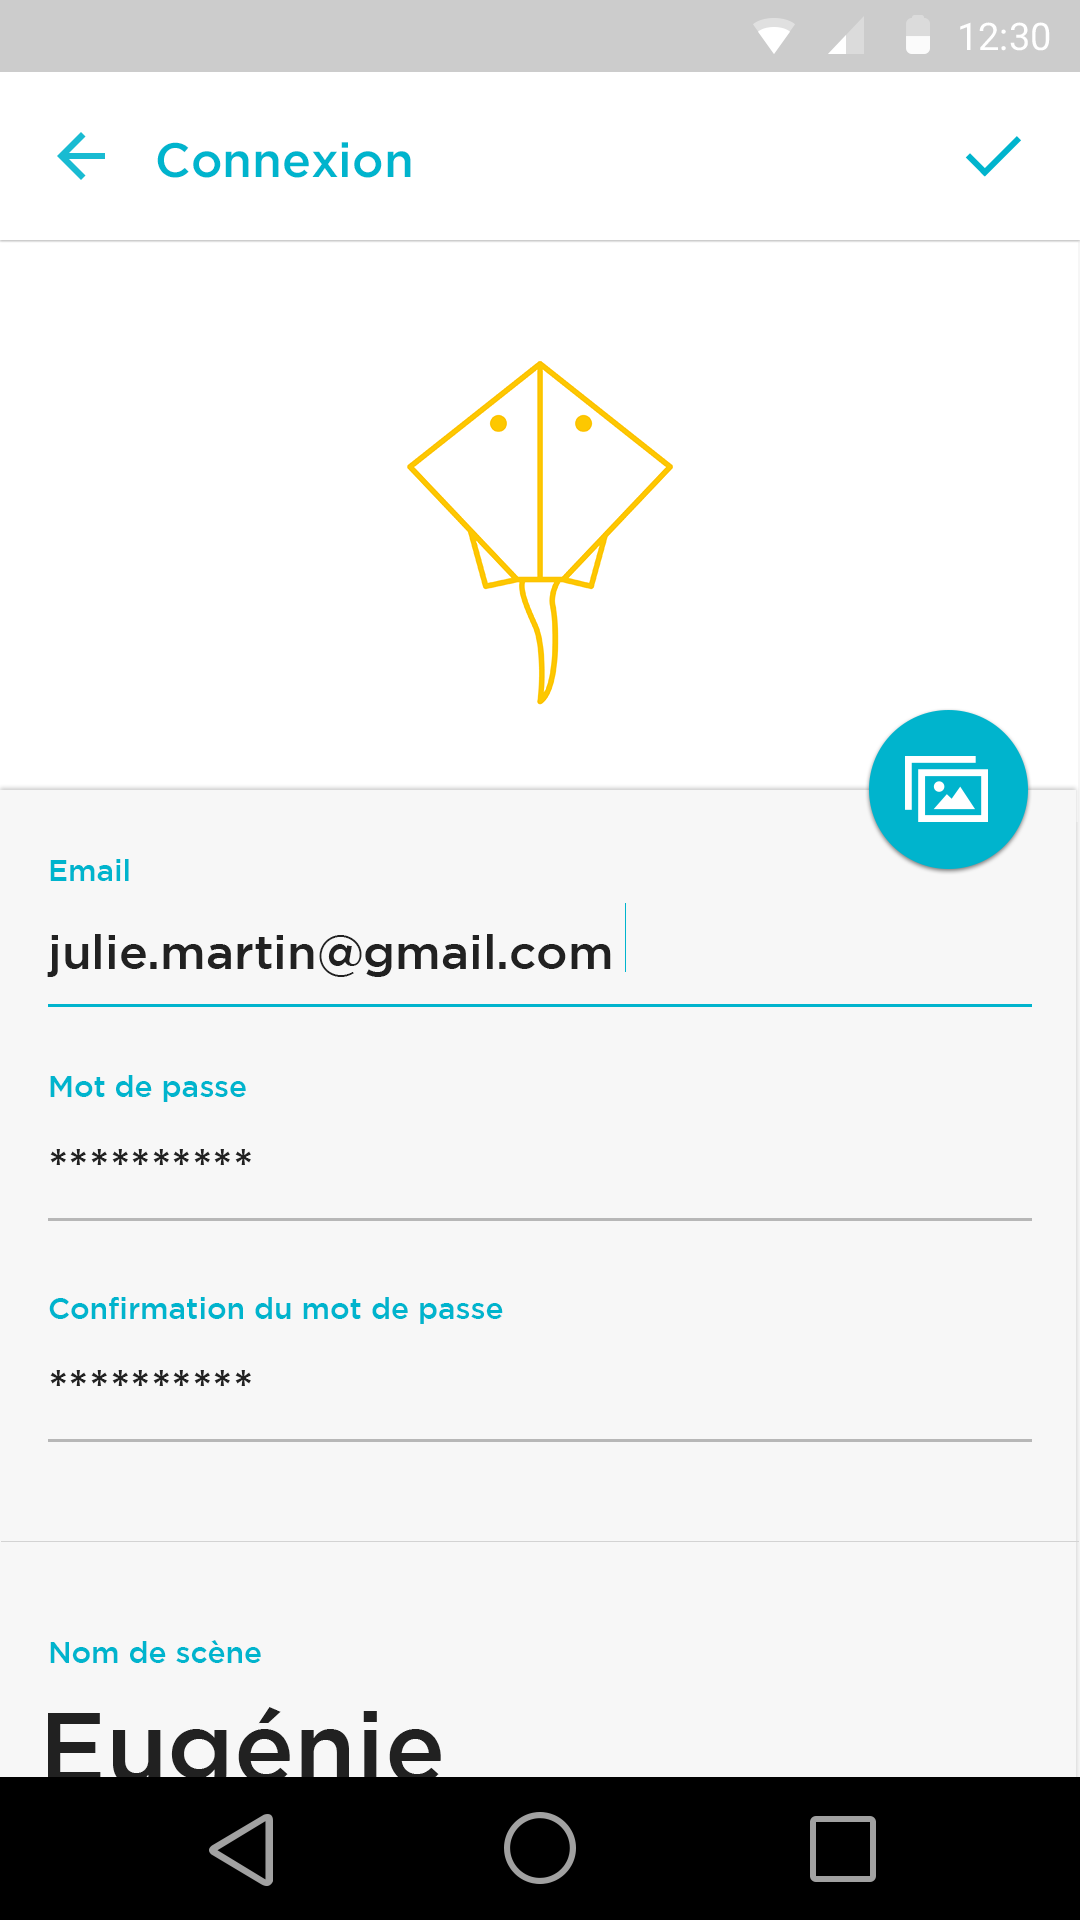 12:30
Connexion
Email
julie.martin@gmail.com
Mot de passe
**********
Confirmation du mot de passe
**********
Nom de scène
Eugénie